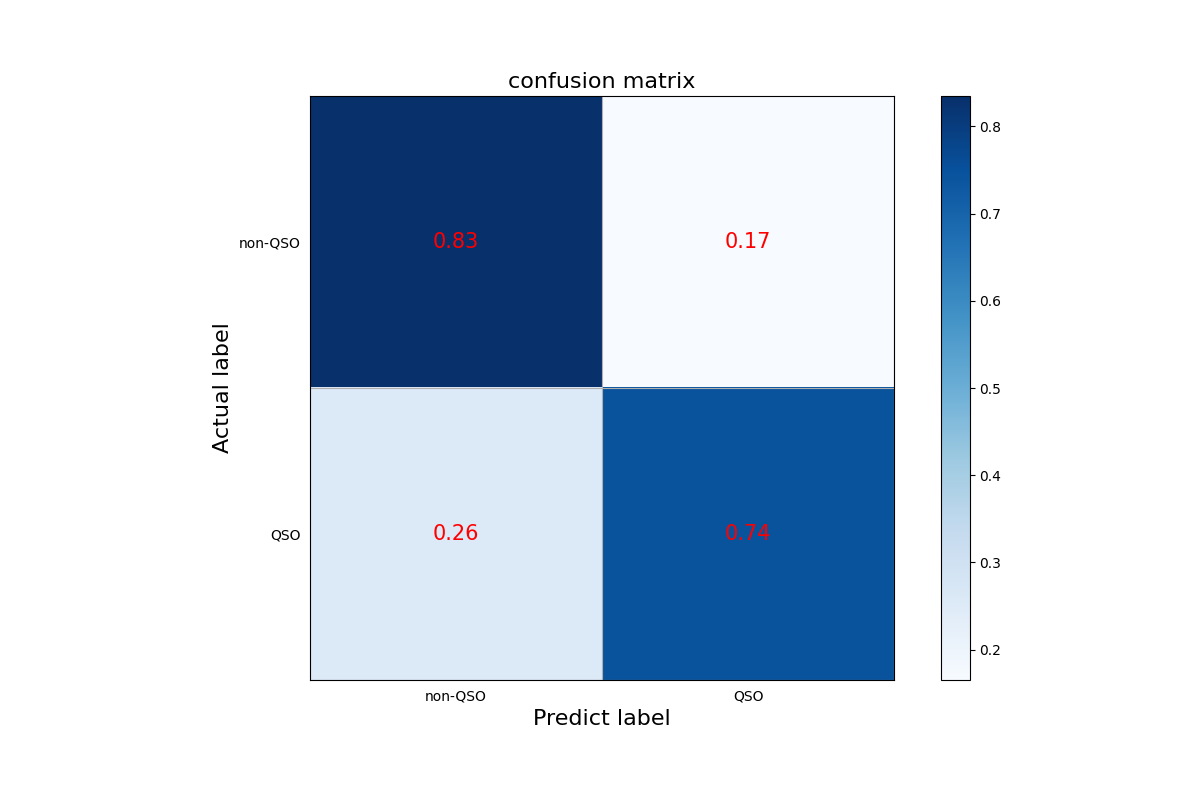 confusion matrix
0.8
0.83
0.17
non-QSO
0.7
0.6
Actual label
0.5
0.4
0.26
0.74
QSO
0.3
0.2
non-QSO
QSO
Predict label